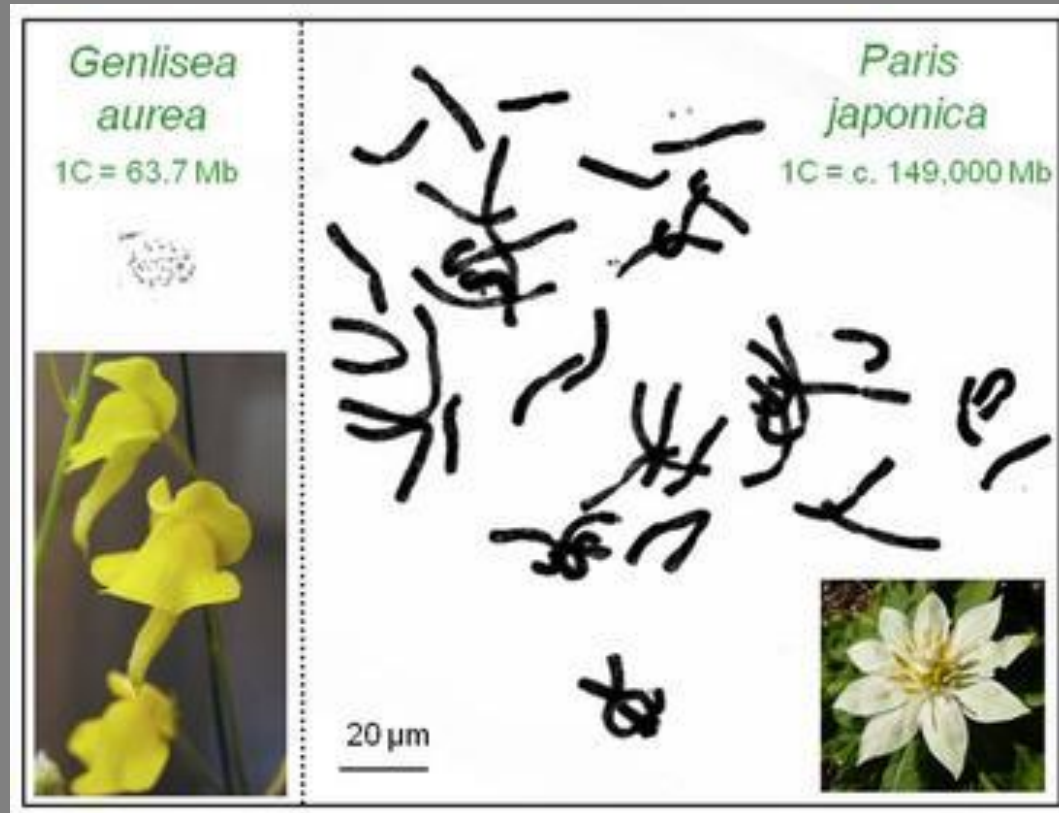 Genlisea
aurea
1C = 63.7 Mb
Paris
japonica
1C = c. 149,000 Mb
20 µm